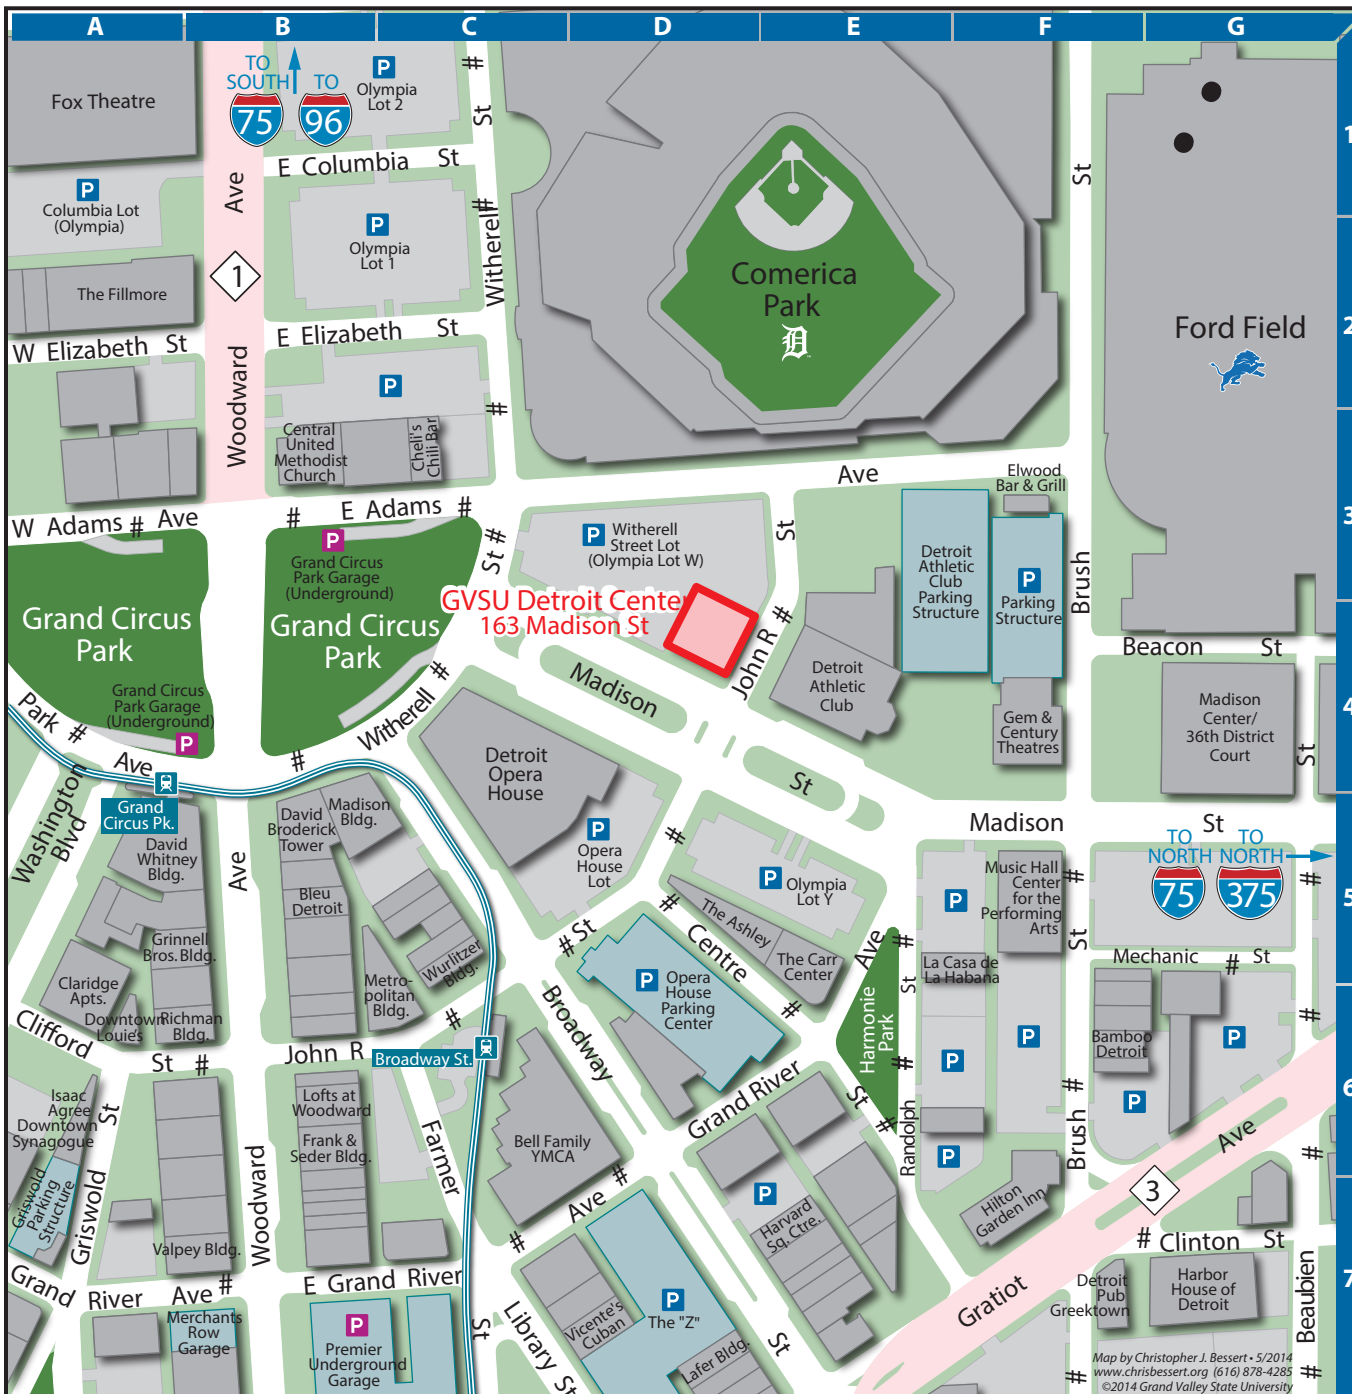 A B C D E F G
1
2
3
4
5
6
7
Fox Theatre
TO
SOUTH
75
TO
96
P
Olympia
Lot 2
E Columbia St
P
Columbia Lot
(Olympia)
Ave
P
Olympia
Lot 1
1
The Fillmore
# St
# Witherell
W Elizabeth St
E Elizabeth St
P
Woodward
Central
United
Methodist
Church
Cheli's
Chili Bar
#
Comerica
Park
D
Ford Field
St
W Adams # Ave
# E Adams #
Ave
Elwood
Bar & Grill
P
Grand Circus
Park Garage
(Underground)
St #
P
Witherell
Street Lot
(Olympia Lot W)
St
Detroit
Athletic
Club
Parking
Structure
P
Parking
Structure
Brush
GVSU Detroit Center
163 Madison St
Grand Circus
Park
Grand Circus
Park
John R #
Detroit
Athletic
Club
Beacon St
Grand Circus
Park Garage
(Underground)
P
Park # Ave
#
Witherell #
Madison
St
Gem &
Century
Theatres
Madison
Center/
36th District
Court
St
Detroit
Opera
House
Washington
Blvd
Grand
Circus Pk.
David
Whitney
Bldg.
David
Broderick
Tower
Madison
Bldg.
Ave
P
Opera
House
Lot
#
Madison St
TO
NORTH
75
TO
NORTH
375
P
Olympia
Lot Y
P
Music Hall
Center
for the
Performing
Arts
#
#
Bleu
Detroit
The Ashley
#
Centre
The Carr
Center
#
Ave
#
St
Grinnell
Bros. Bldg.
Claridge
Apts.
Downtown
Louie's
Richman
Bldg.
Wurlitzer
Bldg.
Metro-
politan
Bldg.
# St
P
Opera
House
Parking
Center
La Casa de
La Habana
St
Mechanic # St
Clifford
St #
John R
#
Broadway St.
Broadway
Harmonie
Park
P
P
Bamboo
Detroit
P
#
P
Isaac
Agree
Downtown
Synagogue
St
Lofts at
Woodward
Frank &
Seder Bldg.
Farmer
Bell Family
YMCA
Grand River
St
#
#
Randolph
P
#
Brush
Ave
#
Griswold
Parking
Structure
Griswold
Woodward
Valpey Bldg.
#
Ave
#
P
Harvard
Sq. Ctre.
Hilton
Garden Inn
3
# Clinton St
Grand River Ave #
E Grand River
St
Merchants
Row
Garage
P
Premier
Underground
Garage
Library St
#
Vicente's
Cuban
P
The "Z"
Lafer Bldg.
St
#
Gratiot
Detroit
Pub
Greektown
Harbor
House of
Detroit
Beaubien
#
#
Map by Christopher J. Bessert • 5/2014
www.chrisbessert.org (616) 878-4285
©2014 Grand Valley State University